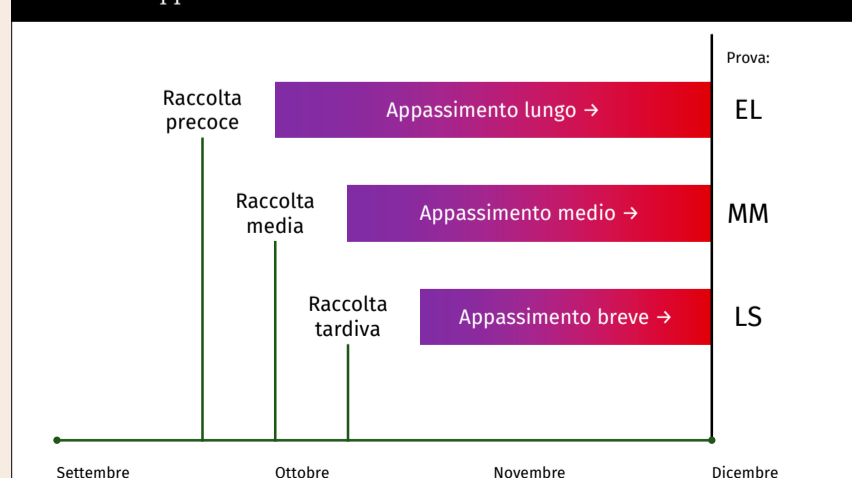 Prova:
Raccolta
precoce
Appassimento lungo →
EL
Raccolta
media
Appassimento medio →
MM
Raccolta
tardiva
Appassimento breve →
LS
Settembre
Ottobre
Novembre
Dicembre